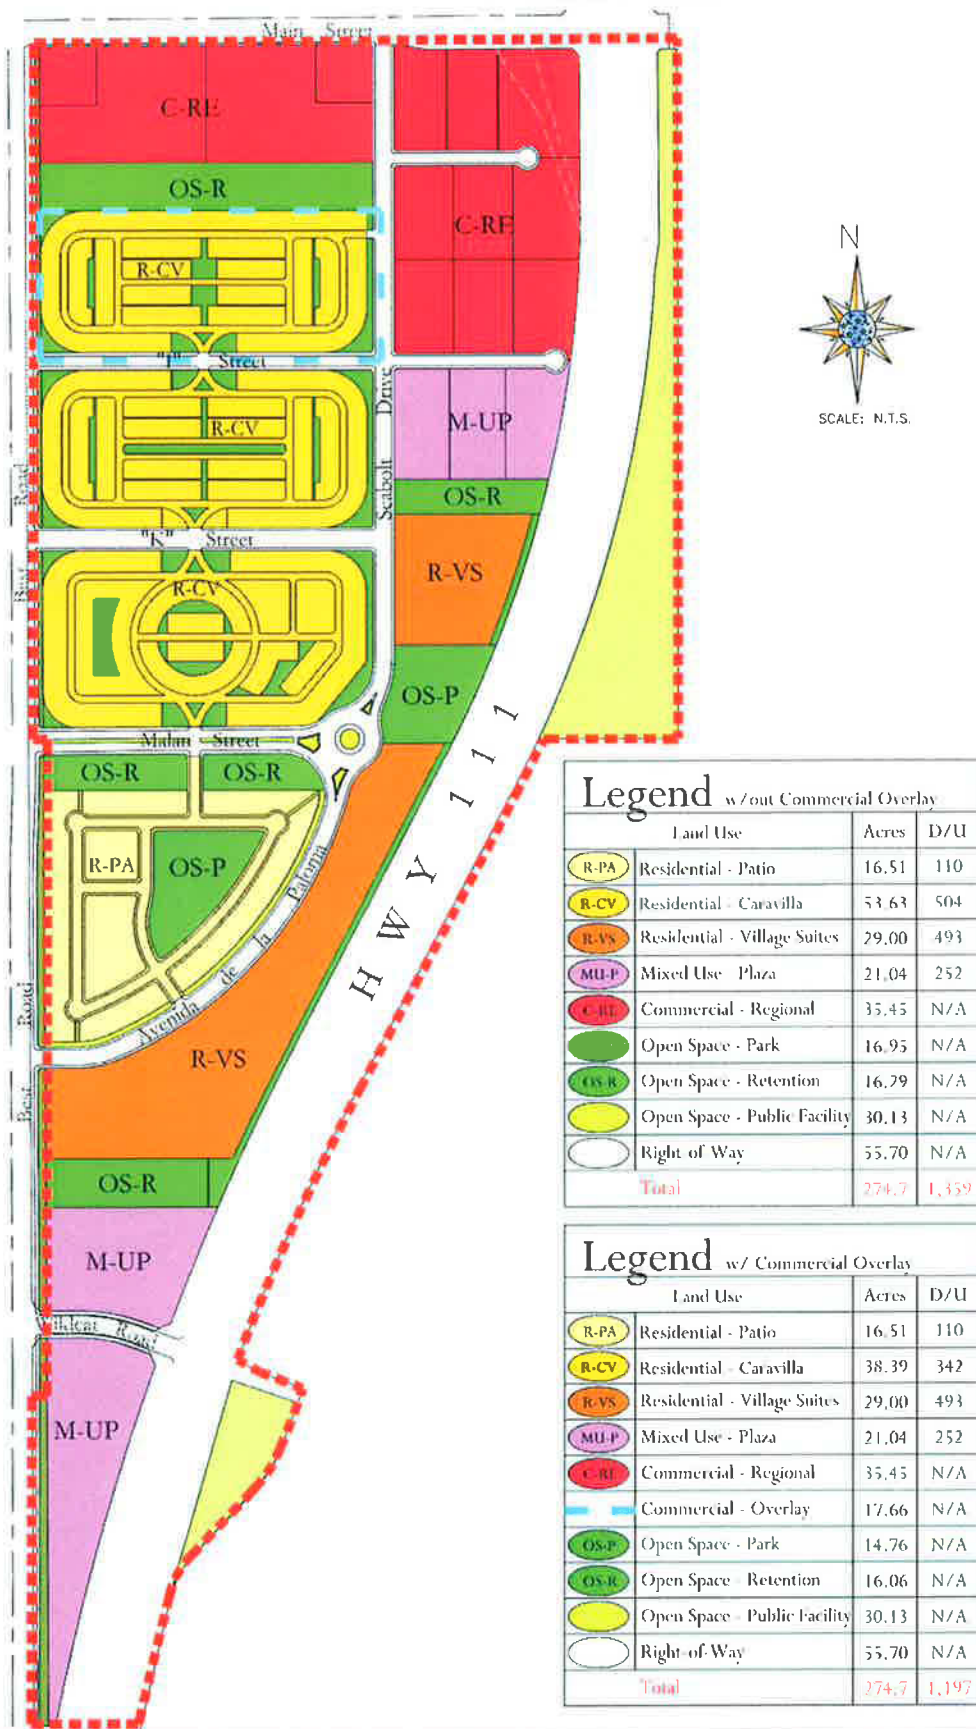 Main Street
C-RE
OS-R
C-RE
R-CV
N
SCALE: N.T.S.
"I" Street
Drive
M-UP
R-CV
Seabolt
OS-R
Road
"K" Street
R-VS
R-CV
OS-P
Malan Street
OS-R
OS-R
HWY 111
R-PA
OS-P
Avenida de la Paloma
Road
R-VS
Best
OS-R
M-UP
Wildcat Road
M-UP
Legend w/out Commercial Overlay
Land Use Acres D/U
R-PA Residential - Patio 16.51 110
R-CV Residential - Caravilla 53.63 504
R-VS Residential - Village Suites 29.00 493
MU-P Mixed Use - Plaza 21.04 252
C-RE Commercial - Regional 35.45 N/A
Open Space - Park 16.95 N/A
OS-R Open Space - Retention 16.29 N/A
Open Space - Public Facility 30.13 N/A
Right-of-Way 55.70 N/A
Total 274.7 1,359
Legend w/ Commercial Overlay
Land Use Acres D/U
R-PA Residential - Patio 16.51 110
R-CV Residential - Caravilla 38.39 342
R-VS Residential - Village Suites 29.00 493
MU-P Mixed Use - Plaza 21.04 252
C-RE Commercial - Regional 35.45 N/A
Commercial - Overlay 17.66 N/A
OS-P Open Space - Park 14.76 N/A
OS-R Open Space - Retention 16.06 N/A
Open Space - Public Facility 30.13 N/A
Right-of-Way 55.70 N/A
Total 274.7 1,197